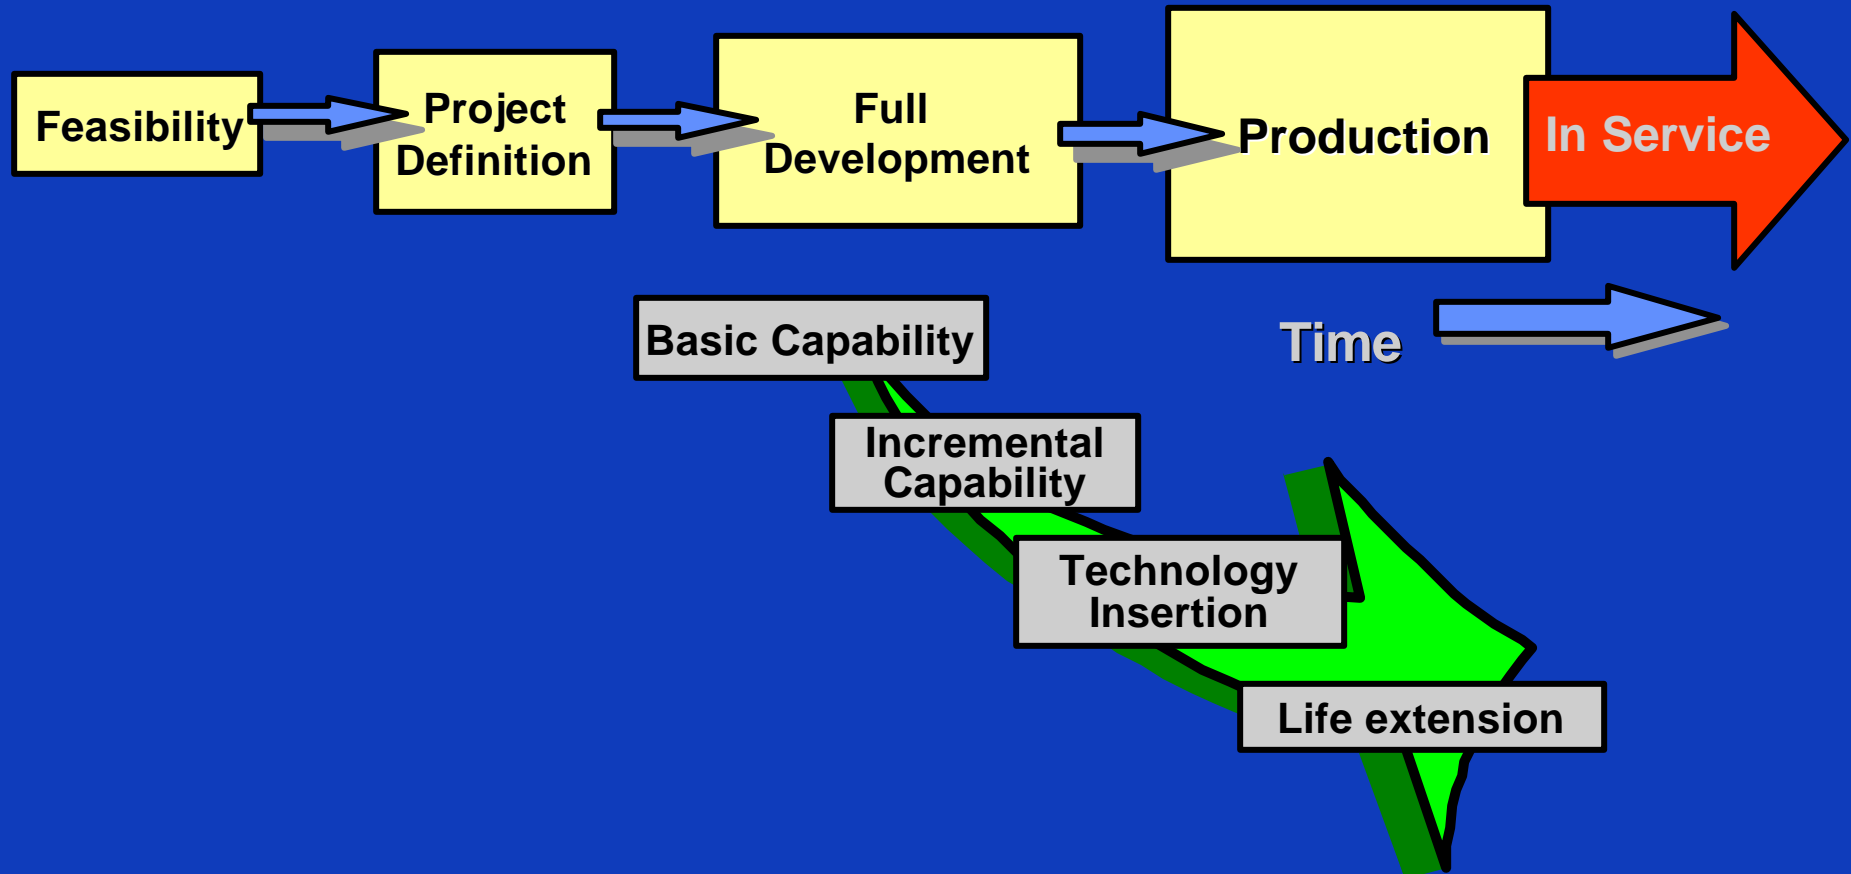 Feasibility
Project
Definition
Full
Development
Production
In Service
Time
Basic Capability
Incremental
Capability
Technology
Insertion
Life extension